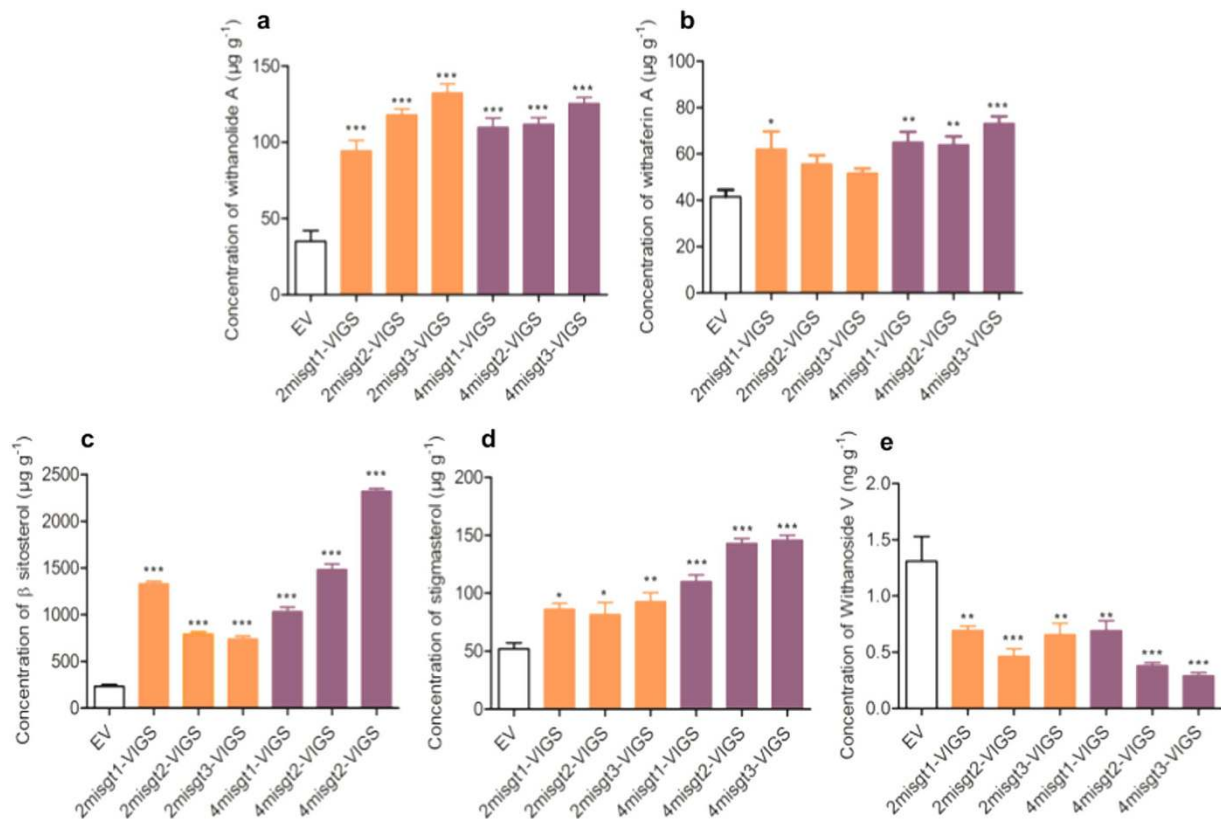 a
Concentration of withanolide A (µg g-1)
150
100
50
0
***
***
***
***
***
***
EV
2misgt1-VIGS
2misgt2-VIGS
2misgt3-VIGS
4misgt1-VIGS
4misgt2-VIGS
4misgt3-VIGS
b
Concentration of withaferin A (µg g-1)
100
80
60
40
20
0
*
**
**
***
EV
2misgt1-VIGS
2misgt2-VIGS
2misgt3-VIGS
4misgt1-VIGS
4misgt2-VIGS
4misgt3-VIGS
c
Concentration of β sitosterol (µg g-1)
2500
2000
1500
1000
500
0
***
***
***
***
***
***
EV
2misgt1-VIGS
2misgt2-VIGS
2misgt3-VIGS
4misgt1-VIGS
4misgt2-VIGS
4misgt2-VIGS
d
Concentration of stigmasterol (µg g-1)
200
150
100
50
0
*
*
**
***
***
***
EV
2misgt1-VIGS
2misgt2-VIGS
2misgt3-VIGS
4misgt1-VIGS
4misgt2-VIGS
4misgt3-VIGS
e
Concentration of Withanoside V (ng g-1)
2.0
1.5
1.0
0.5
0.0
**
***
**
**
***
***
EV
2misgt1-VIGS
2misgt2-VIGS
2misgt3-VIGS
4misgt1-VIGS
4misgt2-VIGS
4misgt3-VIGS